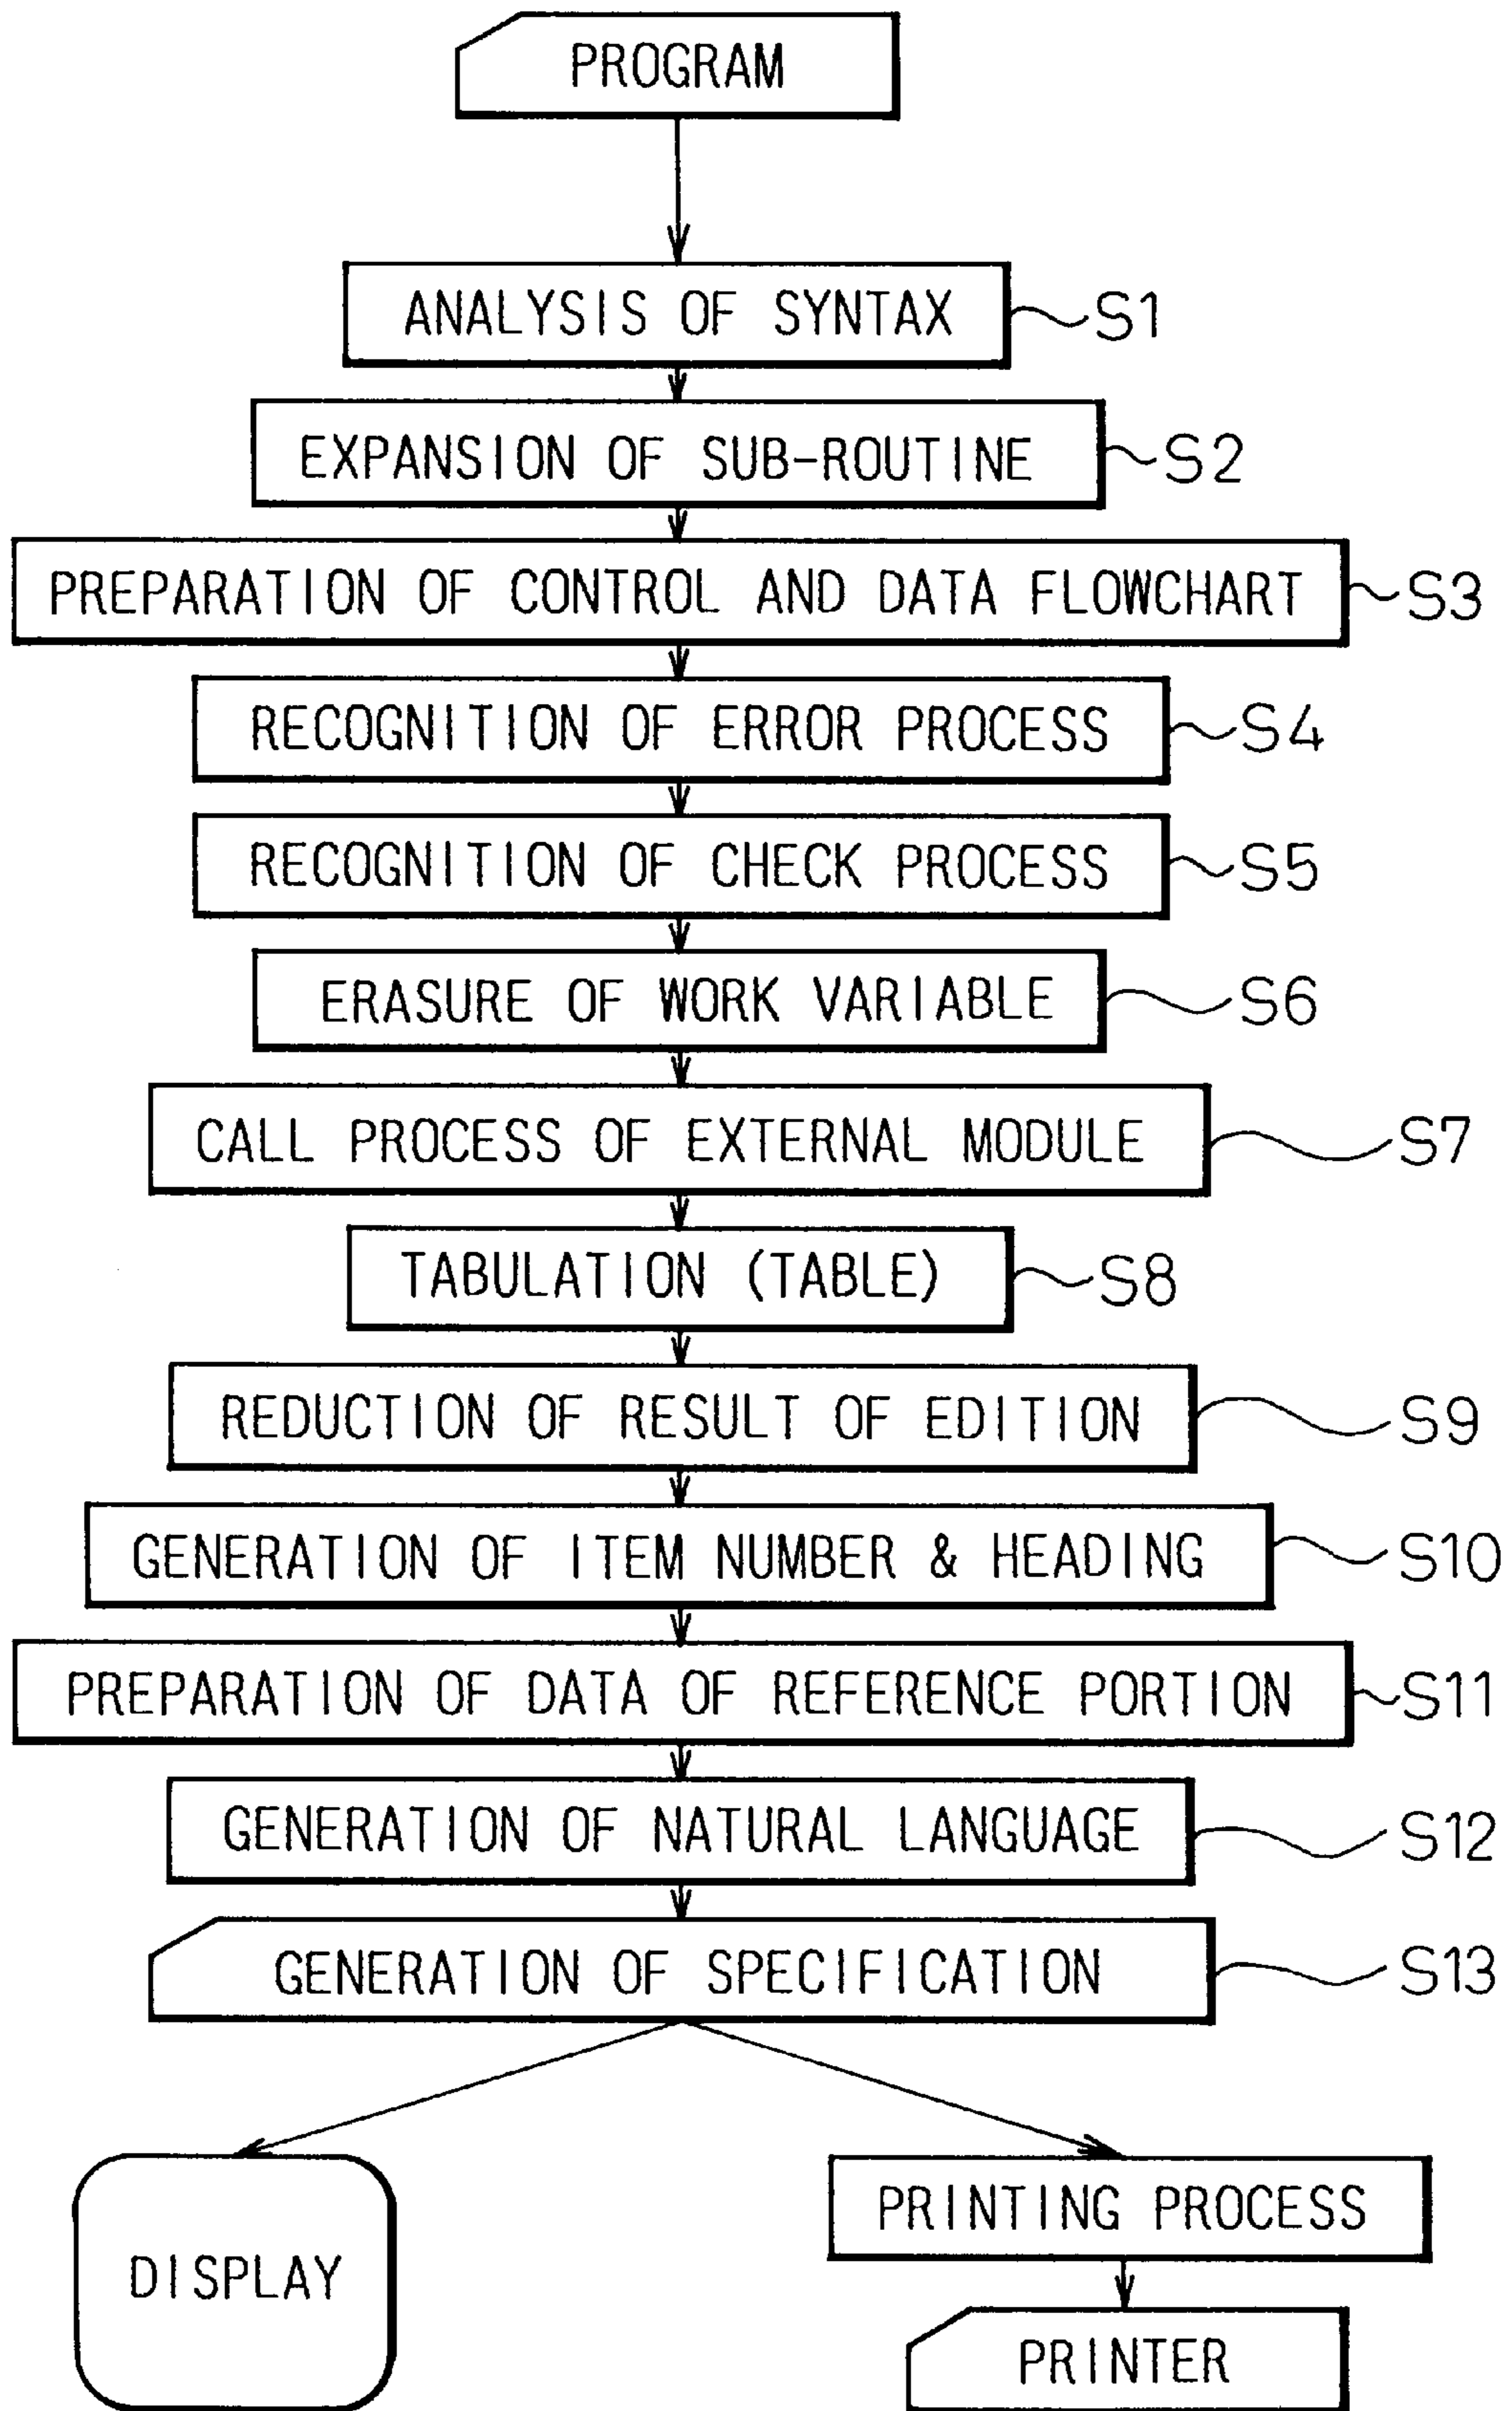 PROGRAM
ANALYSIS OF SYNTAX S1
EXPANSION OF SUB-ROUTINE S2
PREPARATION OF CONTROL AND DATA FLOWCHART S3
RECOGNITION OF ERROR PROCESS S4
RECOGNITION OF CHECK PROCESS S5
ERASURE OF WORK VARIABLE S6
CALL PROCESS OF EXTERNAL MODULE S7
TABULATION (TABLE) S8
REDUCTION OF RESULT OF EDITION S9
GENERATION OF ITEM NUMBER & HEADING S10
PREPARATION OF DATA OF REFERENCE PORTION S11
GENERATION OF NATURAL LANGUAGE S12
GENERATION OF SPECIFICATION S13
DISPLAY
PRINTING PROCESS
PRINTER